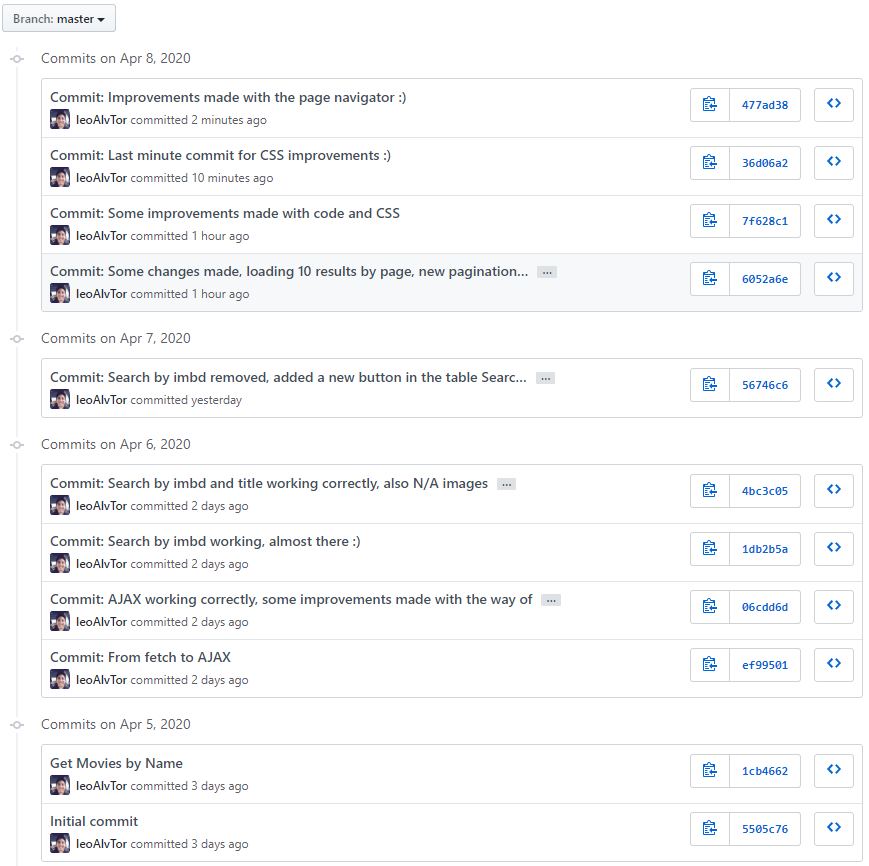 Branch: master
Commits on Apr 8, 2020
Commit: Improvements made with the page navigator :)
leoAlvTor committed 2 minutes ago
477ad38
Commit: Last minute commit for CSS improvements :)
leoAlvTor committed 10 minutes ago
36d06a2
Commit: Some improvements made with code and CSS
leoAlvTor committed 1 hour ago
7f628c1
Commit: Some changes made, loading 10 results by page, new pagination... …
leoAlvTor committed 1 hour ago
6052a6e
Commits on Apr 7, 2020
Commit: Search by imbd removed, added a new button in the table Searc... …
leoAlvTor committed yesterday
56746c6
Commits on Apr 6, 2020
Commit: Search by imbd and title working correctly, also N/A images …
leoAlvTor committed 2 days ago
4bc3c05
Commit: Search by imbd working, almost there :)
leoAlvTor committed 2 days ago
1db2b5a
Commit: AJAX working correctly, some improvements made with the way of …
leoAlvTor committed 2 days ago
06cdd6d
Commit: From fetch to AJAX
leoAlvTor committed 2 days ago
ef99501
Commits on Apr 5, 2020
Get Movies by Name
leoAlvTor committed 3 days ago
1cb4662
Initial commit
leoAlvTor committed 3 days ago
5505c76